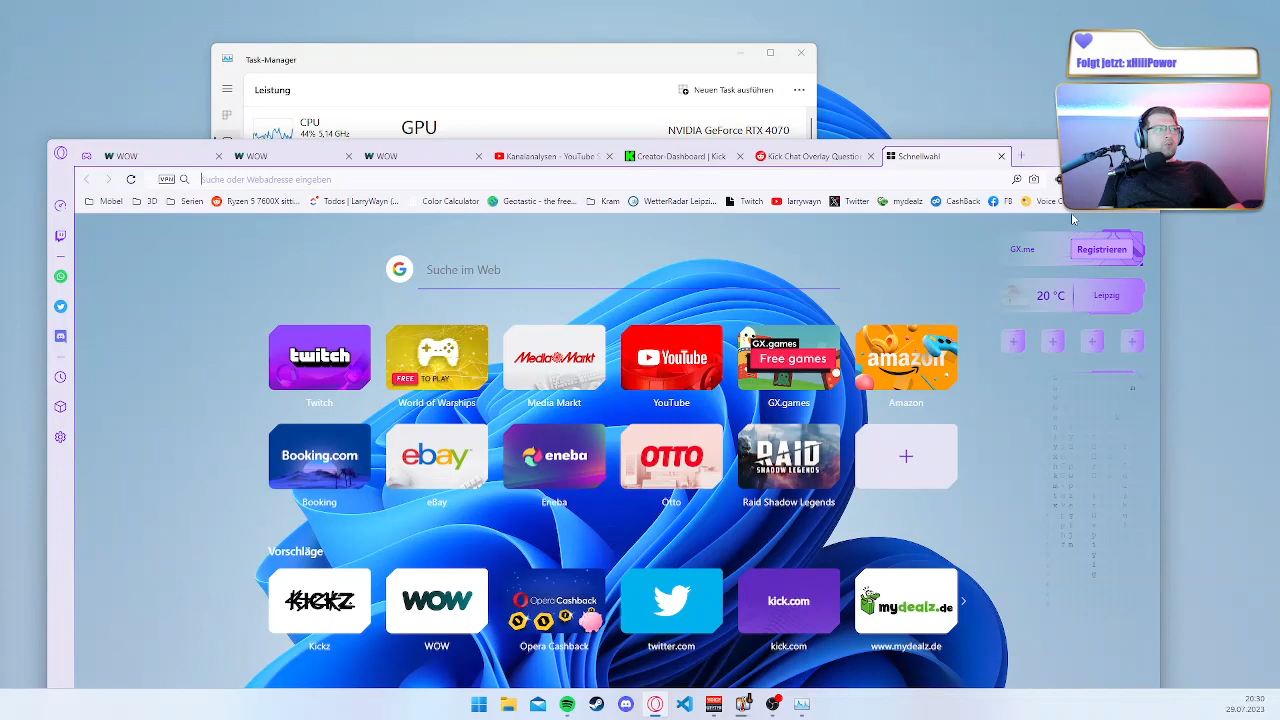 Task-Manager
Folgt jetzt: xHiliPower
Leistung
Neuen Task ausführen
CPU
44% 5,14 GHz
GPU
NVIDIA GeForce RTX 4070
WOW
WOW
WOW
Kanalanalysen - YouTube S
Creator-Dashboard | Kick
Kick Chat Overlay Questio
Schnellwahl
VPN
Suche oder Webadresse eingeben
Möbel
3D
Serien
Ryzen 5 7600X sitti...
Todos | LarryWayn (...
Color Calculator
Geotastic - the free...
Kram
WetterRadar Leipzi...
Twitch
larrywayn
Twitter
mydealz
CashBack
FB
Voice C
GX.me
Registrieren
Suche im Web
20 °C
Leipzig
twitch
FREE TO PLAY
MediaMarkt
YouTube
GX.games
Free games
amazon
Twitch
World of Warships
Media Markt
YouTube
GX.games
Amazon
Booking.com
ebay
eneba
OTTO
RAID
SHADOW LEGENDS
Booking
eBay
Eneba
Otto
Raid Shadow Legends
Vorschläge
KICKZ
WOW
Opera Cashback
kick.com
mydealz.de
Kickz
WOW
Opera Cashback
twitter.com
kick.com
www.mydealz.de
20:30
29.07.2023